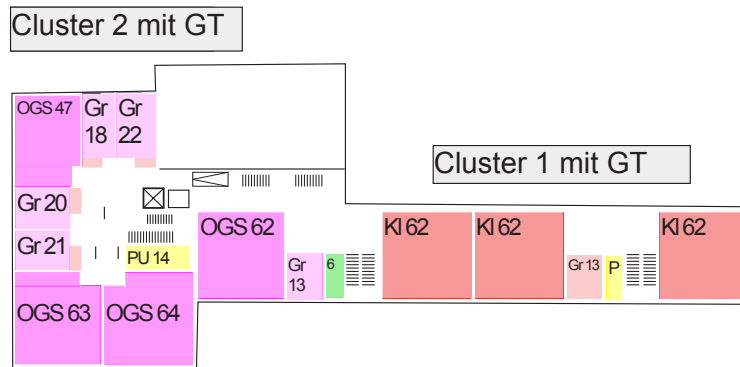 Cluster 2 mit GT
OGS 47
Gr
18
Gr
22
Cluster 1 mit GT
Gr 20
Gr 21
PU 14
OGS 62
Gr
13
6
KI 62
KI 62
Gr 13
P
KI 62
OGS 63
OGS 64